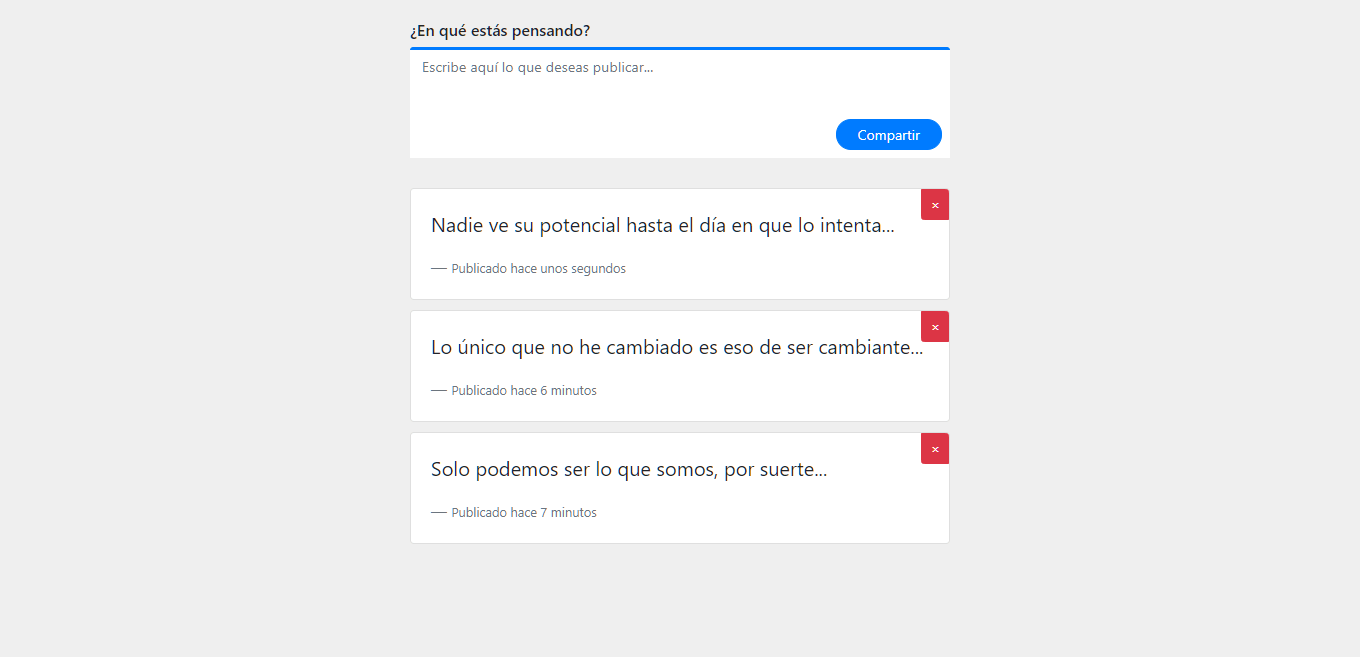 ¿En qué estás pensando?
Escribe aquí lo que deseas publicar...
Compartir
×
Nadie ve su potencial hasta el día en que lo intenta...
— Publicado hace unos segundos
×
Lo único que no he cambiado es eso de ser cambiante...
— Publicado hace 6 minutos
×
Solo podemos ser lo que somos, por suerte...
— Publicado hace 7 minutos